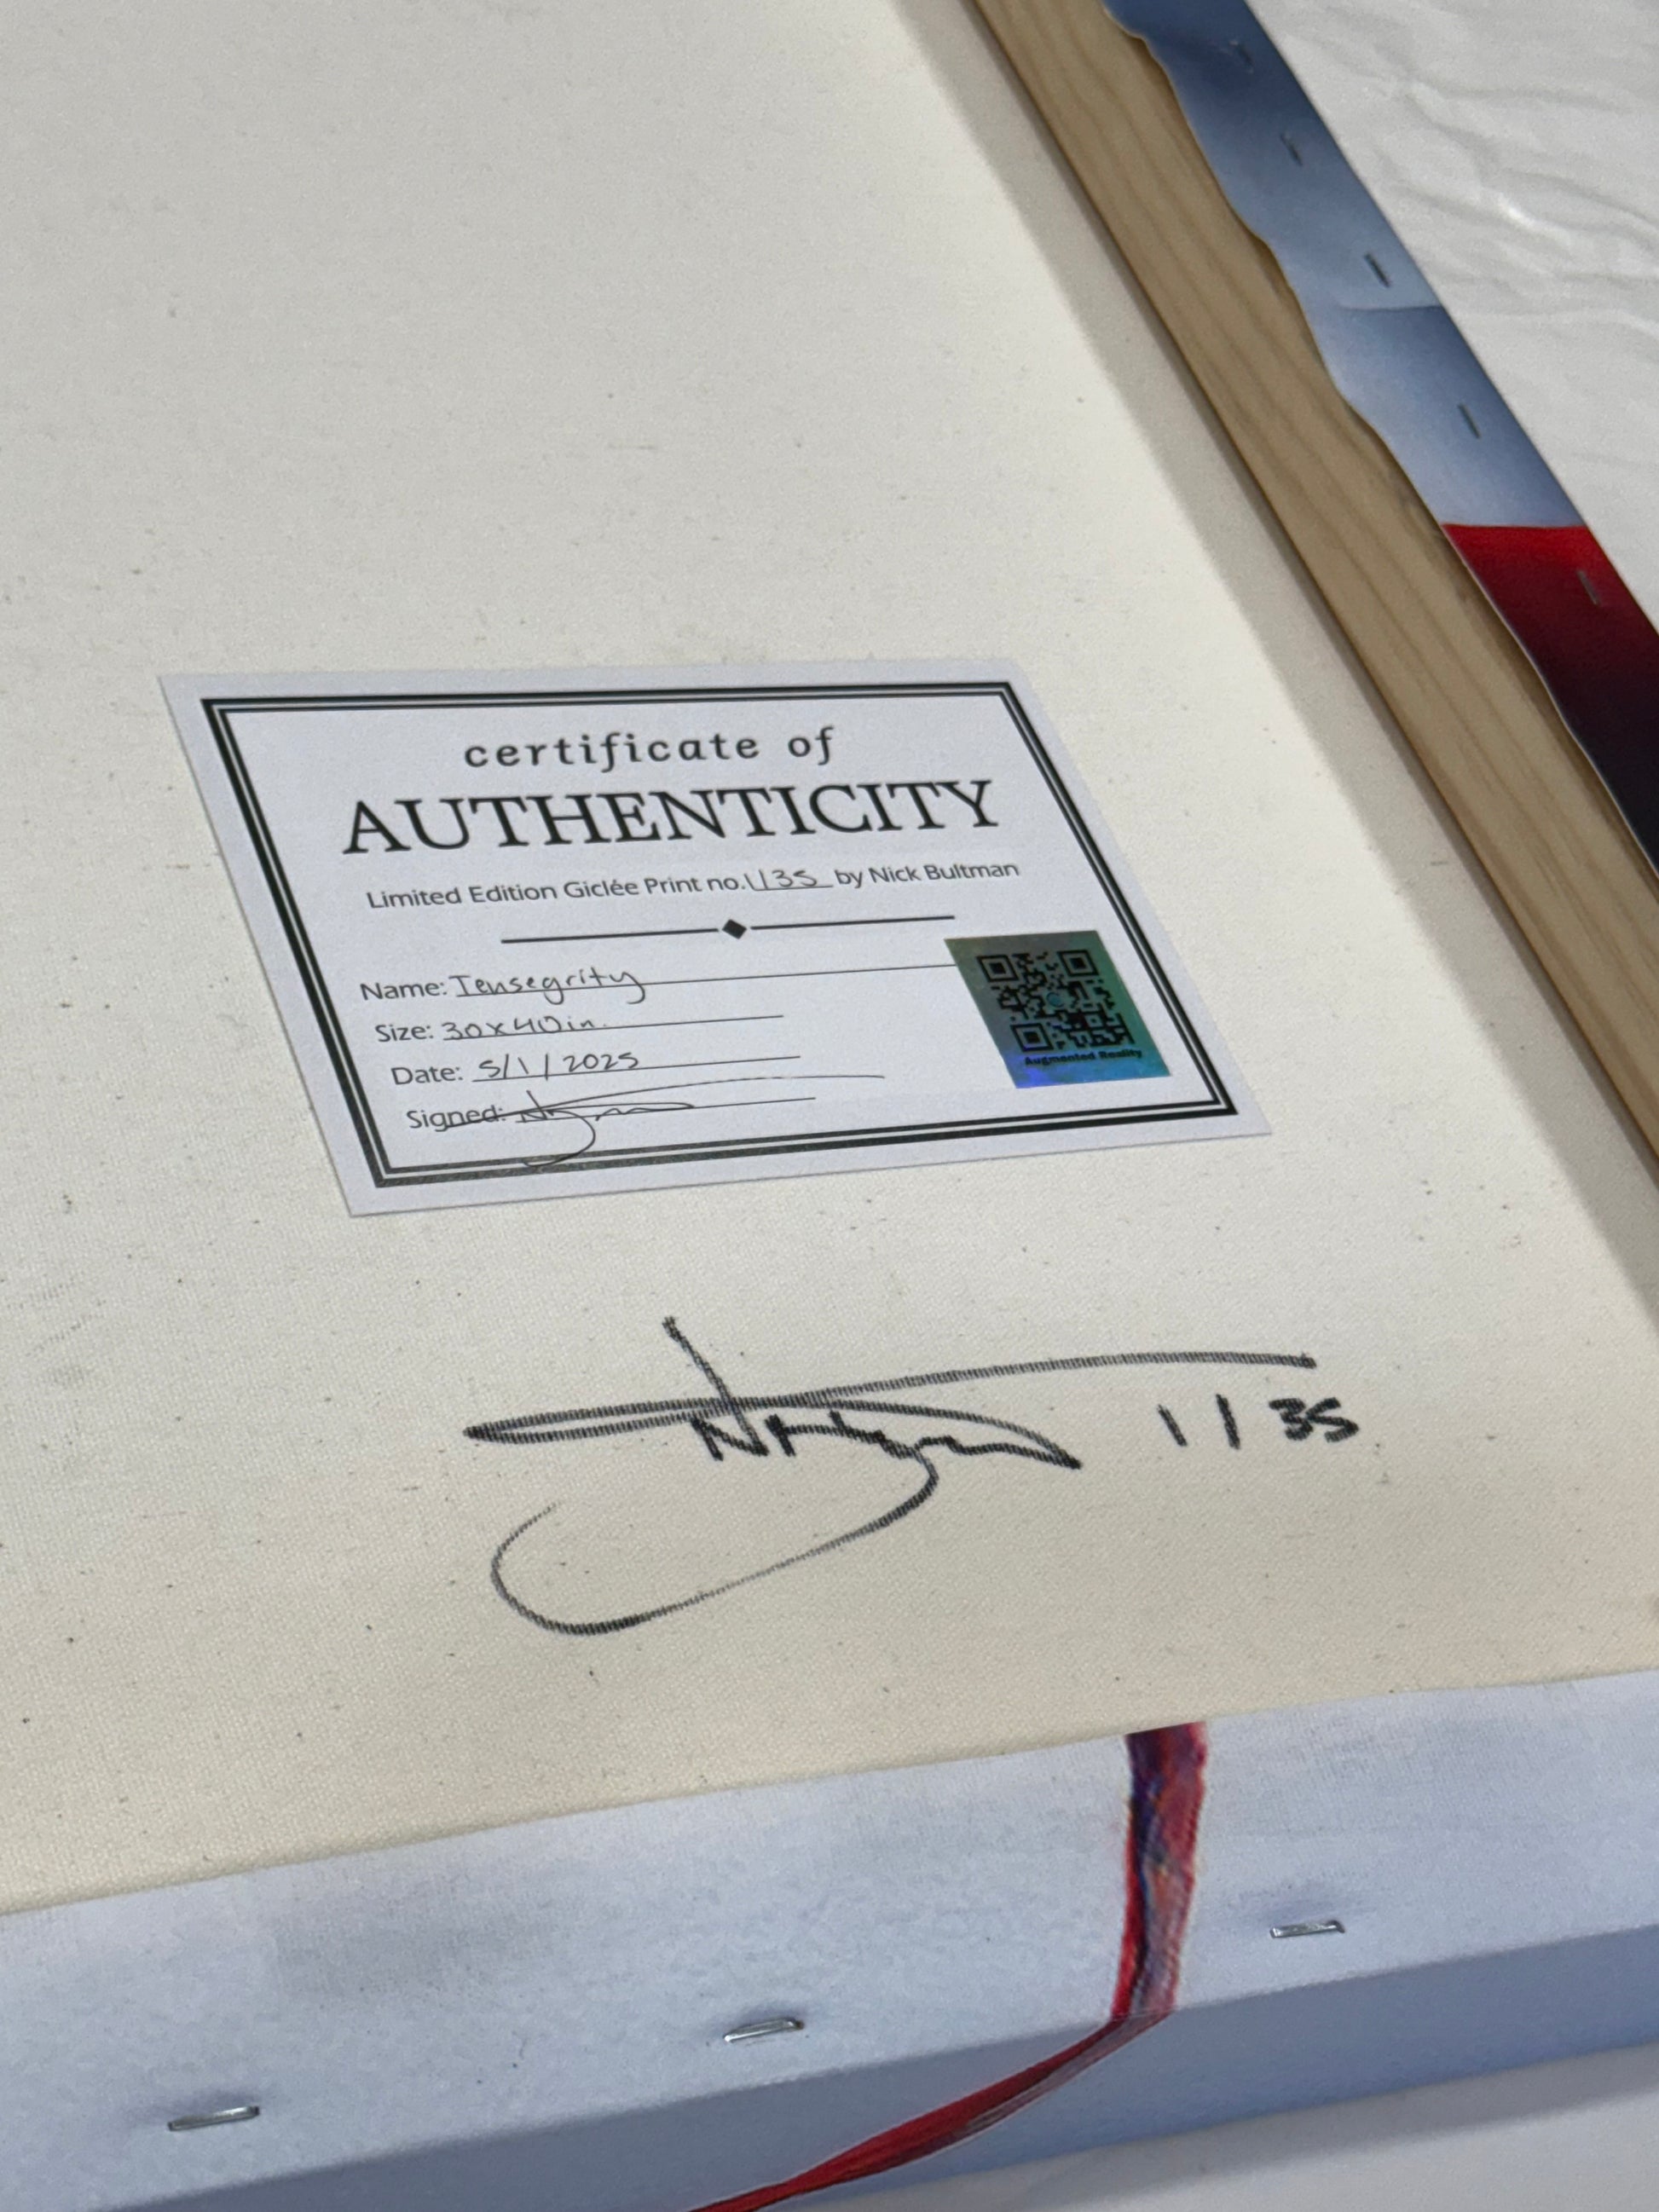 certificate of
AUTHENTICITY
Limited Edition Giclée Print no. 1/35 by Nick Bultman
Name: Tensegrity
Size: 30x40in.
Date: 5/1/2025
Augmented Reality
Signed:
1/35